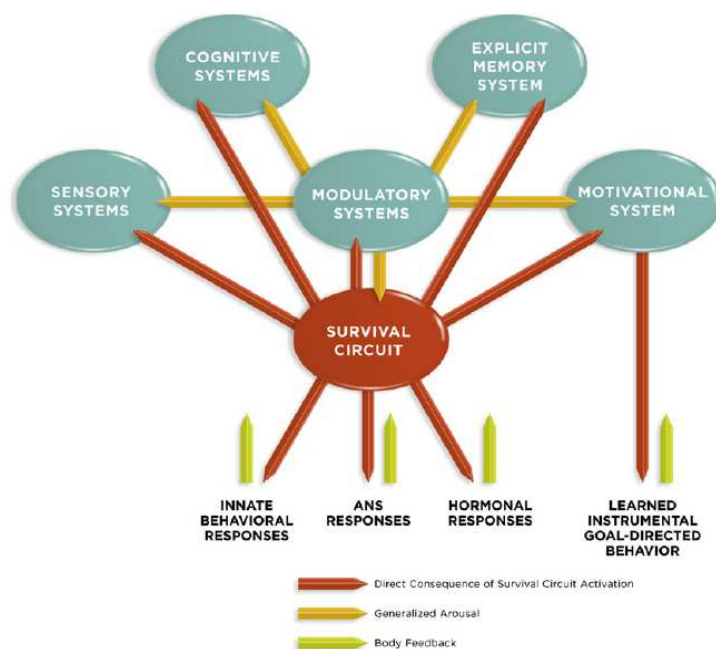 COGNITIVE
SYSTEMS
EXPLICIT
MEMORY
SYSTEM
SENSORY
SYSTEMS
MODULATORY
SYSTEMS
MOTIVATIONAL
SYSTEM
SURVIVAL
CIRCUIT
INNATE
BEHAVIORAL
RESPONSES
ANS
RESPONSES
HORMONAL
RESPONSES
LEARNED
INSTRUMENTAL
GOAL-DIRECTED
BEHAVIOR
Direct Consequence of Survival Circuit Activation
Generalized Arousal
Body Feedback